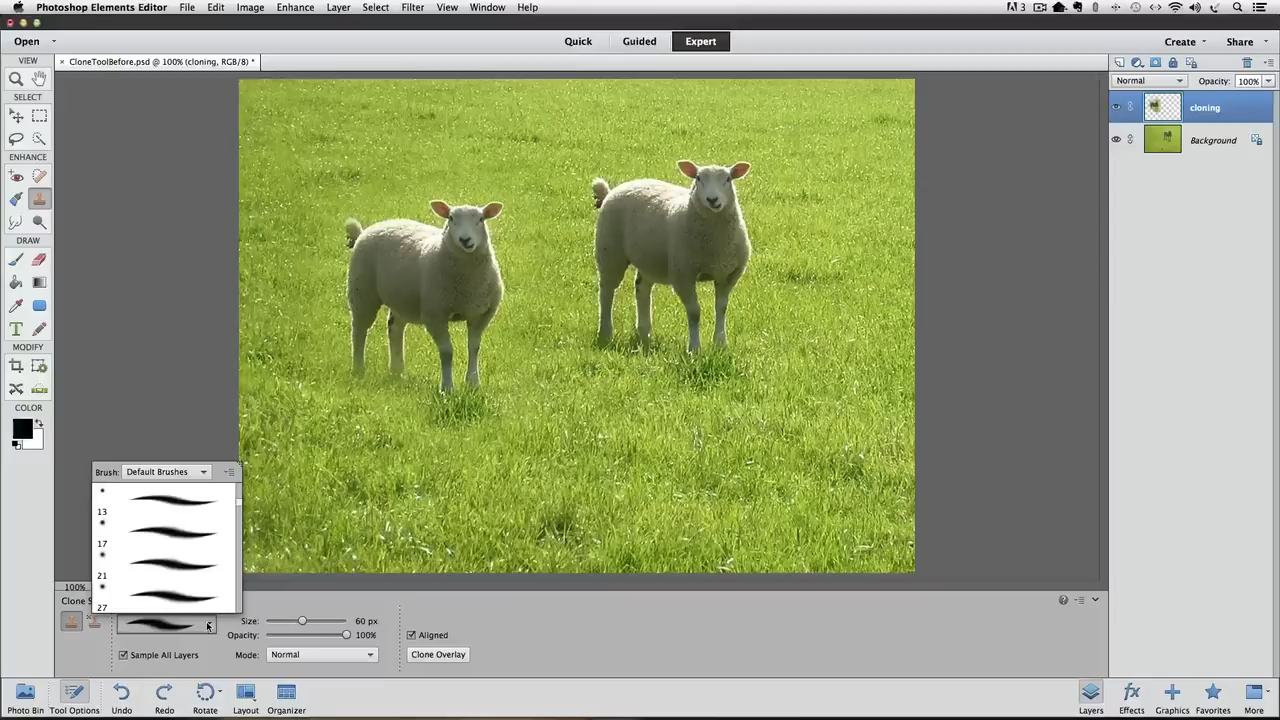 Photoshop Elements Editor File Edit Image Enhance Layer Select Filter View Window Help 3
Open Quick Guided Expert Create Share
VIEW × CloneToolBefore.psd @ 100% (cloning, RGB/8) *
Normal Opacity: 100%
SELECT
cloning
Background
ENHANCE
DRAW
T
MODIFY
COLOR
Brush: Default Brushes
13
17
21
27
100%
Clone S
Size: 60 px
Opacity: 100% Aligned
Sample All Layers Mode: Normal Clone Overlay
fx
Photo Bin Tool Options Undo Redo Rotate Layout Organizer Layers Effects Graphics Favorites More